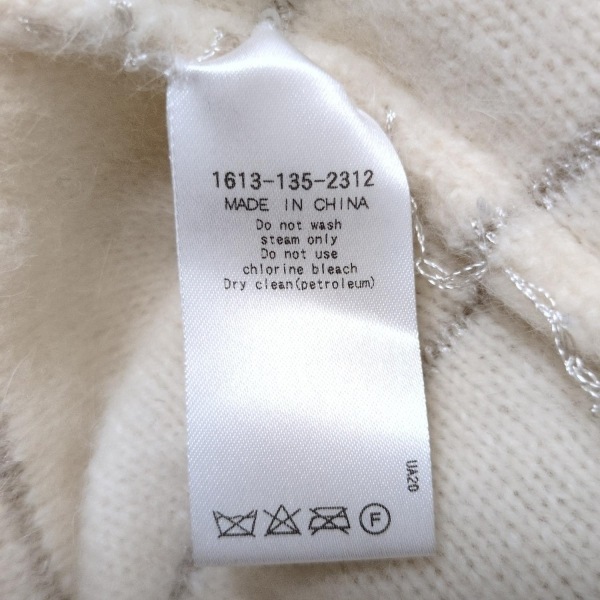 1613-135-2312
MADE IN CHINA
Do not wash
steam only
Do not use
chlorine bleach
Dry clean(petroleum)
UA20
F